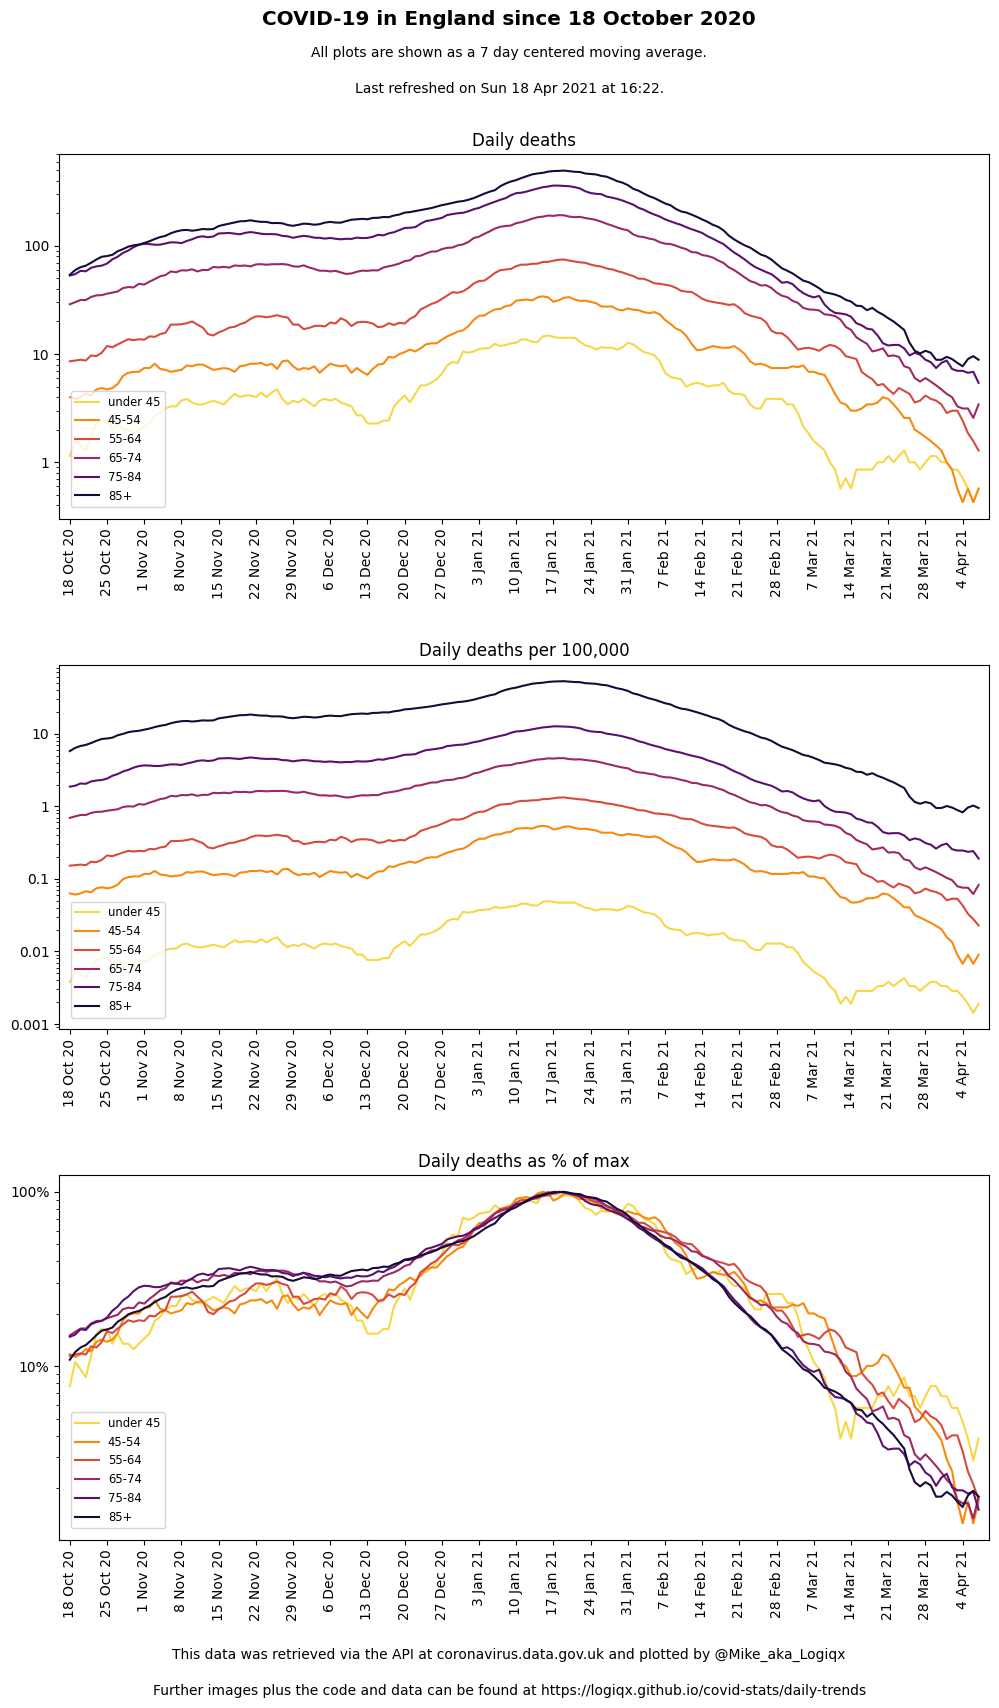 COVID-19 in England since 18 October 2020
All plots are shown as a 7 day centered moving average.
Last refreshed on Sun 18 Apr 2021 at 16:22.
Daily deaths
100
10
1
under 45
45-54
55-64
65-74
75-84
85+
18 Oct 20
25 Oct 20
1 Nov 20
8 Nov 20
15 Nov 20
22 Nov 20
29 Nov 20
6 Dec 20
13 Dec 20
20 Dec 20
27 Dec 20
3 Jan 21
10 Jan 21
17 Jan 21
24 Jan 21
31 Jan 21
7 Feb 21
14 Feb 21
21 Feb 21
28 Feb 21
7 Mar 21
14 Mar 21
21 Mar 21
28 Mar 21
4 Apr 21
Daily deaths per 100,000
10
1
0.1
0.01
0.001
under 45
45-54
55-64
65-74
75-84
85+
18 Oct 20
25 Oct 20
1 Nov 20
8 Nov 20
15 Nov 20
22 Nov 20
29 Nov 20
6 Dec 20
13 Dec 20
20 Dec 20
27 Dec 20
3 Jan 21
10 Jan 21
17 Jan 21
24 Jan 21
31 Jan 21
7 Feb 21
14 Feb 21
21 Feb 21
28 Feb 21
7 Mar 21
14 Mar 21
21 Mar 21
28 Mar 21
4 Apr 21
Daily deaths as % of max
100%
10%
under 45
45-54
55-64
65-74
75-84
85+
18 Oct 20
25 Oct 20
1 Nov 20
8 Nov 20
15 Nov 20
22 Nov 20
29 Nov 20
6 Dec 20
13 Dec 20
20 Dec 20
27 Dec 20
3 Jan 21
10 Jan 21
17 Jan 21
24 Jan 21
31 Jan 21
7 Feb 21
14 Feb 21
21 Feb 21
28 Feb 21
7 Mar 21
14 Mar 21
21 Mar 21
28 Mar 21
4 Apr 21
This data was retrieved via the API at coronavirus.data.gov.uk and plotted by @Mike_aka_Logiqx
Further images plus the code and data can be found at https://logiqx.github.io/covid-stats/daily-trends